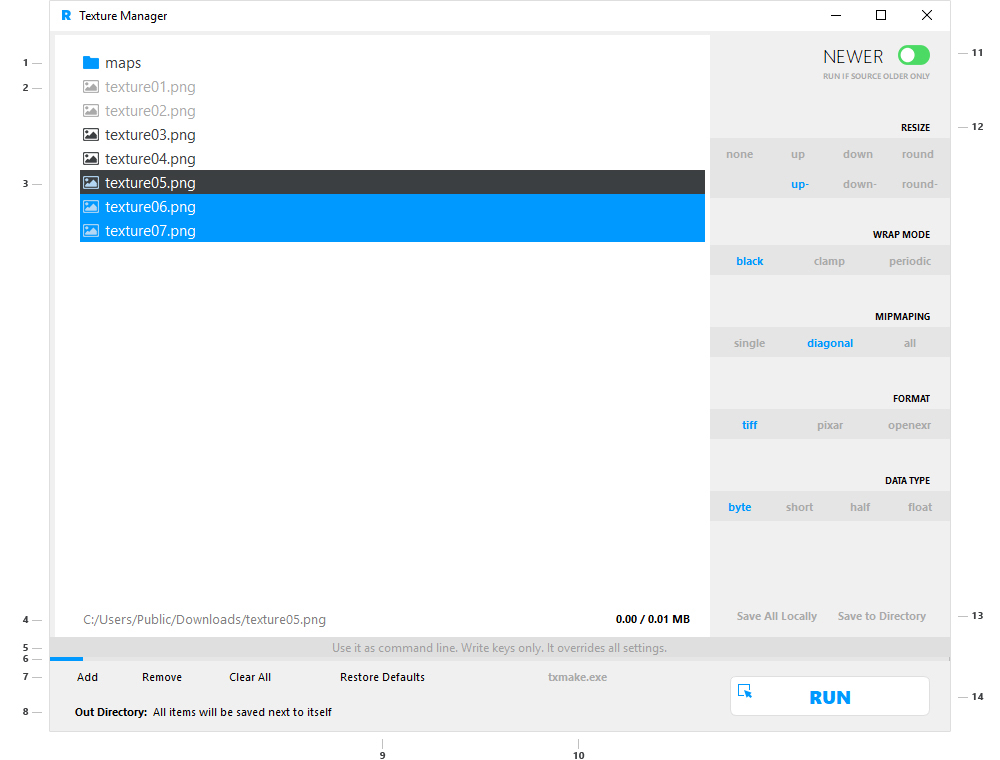 R Texture Manager
1 maps
2 texture01.png
texture02.png
texture03.png
texture04.png
3 texture05.png
texture06.png
texture07.png
NEWER 11
RUN IF SOURCE OLDER ONLY
RESIZE 12
none up down round
up- down- round-
WRAP MODE
black clamp periodic
MIPMAPING
single diagonal all
FORMAT
tiff pixar openexr
DATA TYPE
byte short half float
4 C:/Users/Public/Downloads/texture05.png 0.00 / 0.01 MB
Save All Locally Save to Directory 13
5 Use it as command line. Write keys only. It overrides all settings.
6
7 Add Remove Clear All Restore Defaults txmake.exe
RUN 14
8 Out Directory: All items will be saved next to itself
9 10